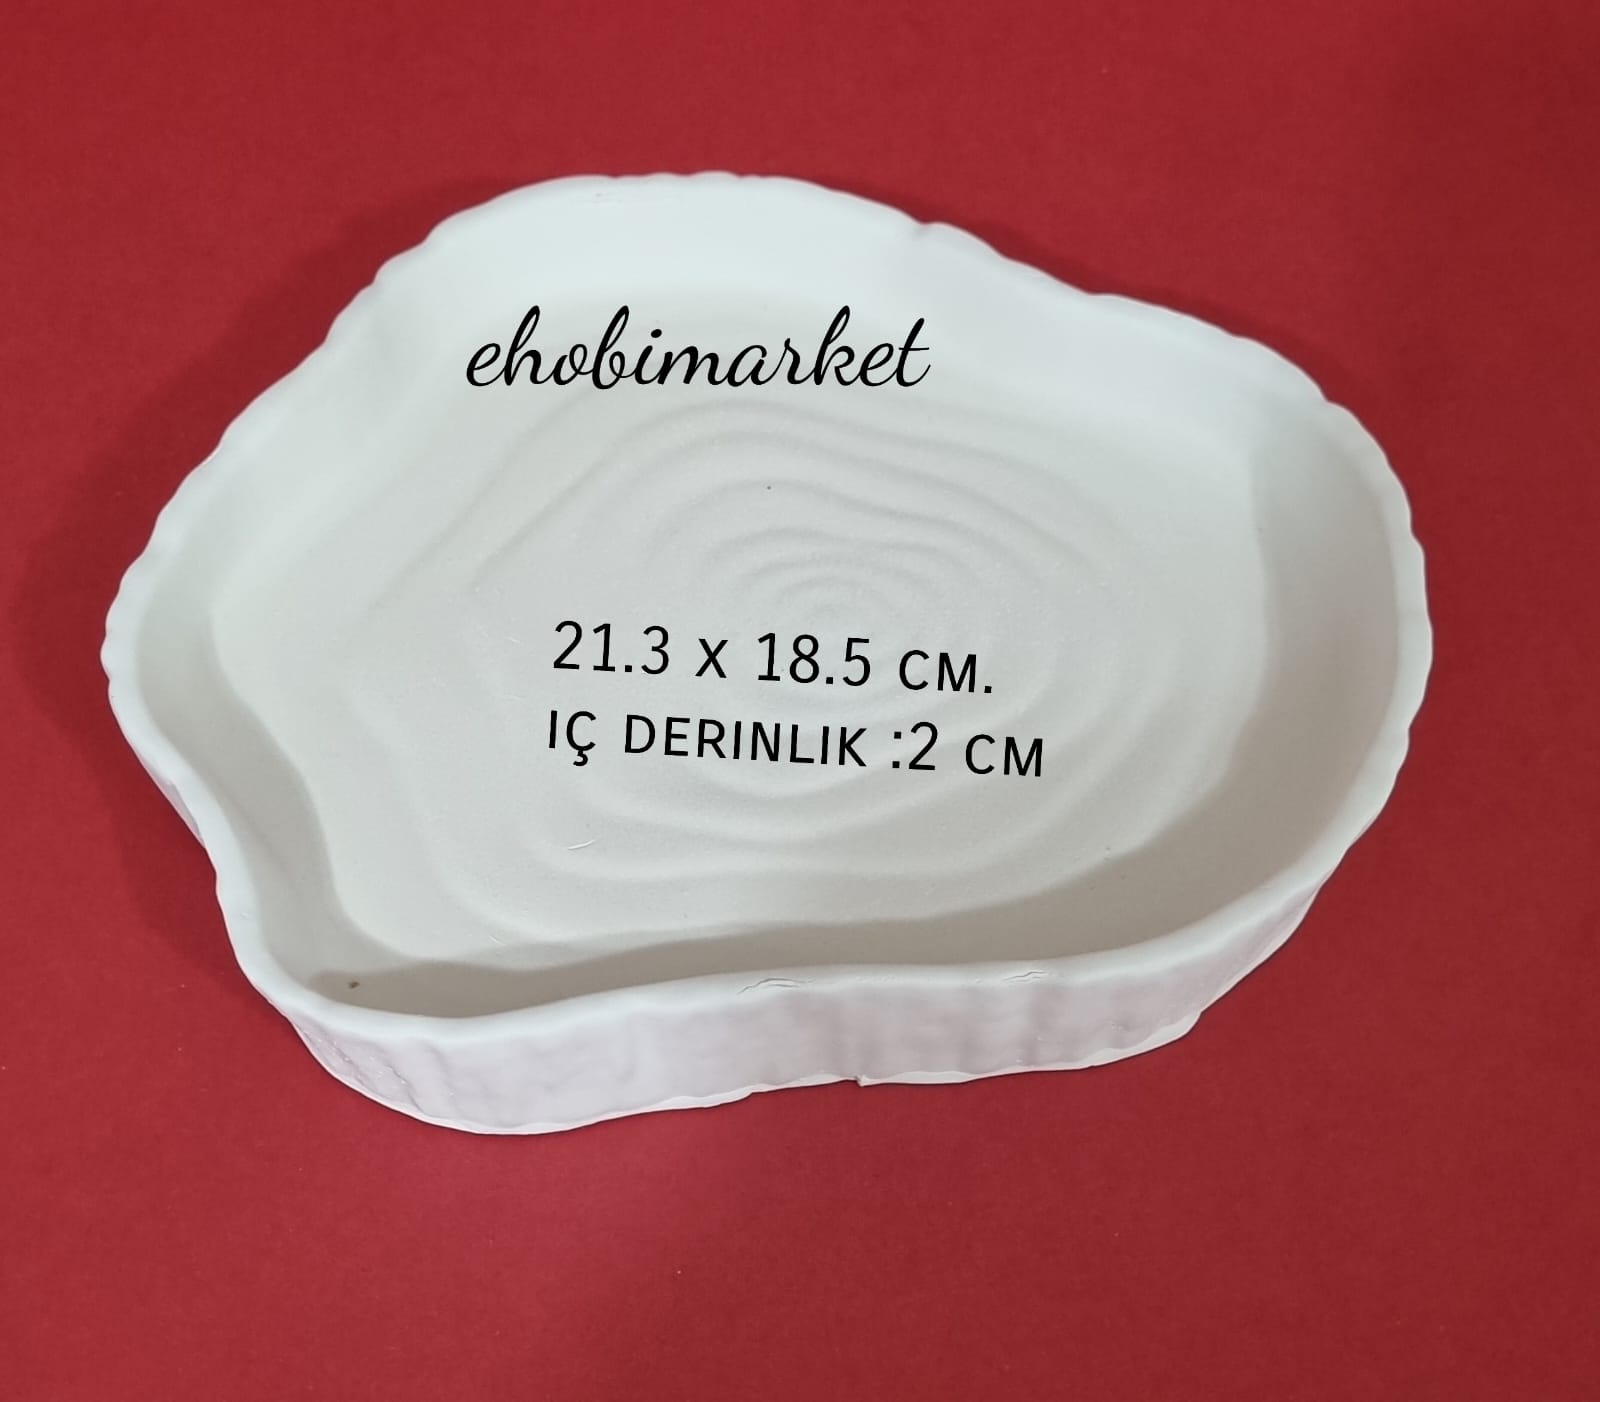 ehobimarket
21.3 x 18.5 CM.
IÇ DERINLIK :2 CM